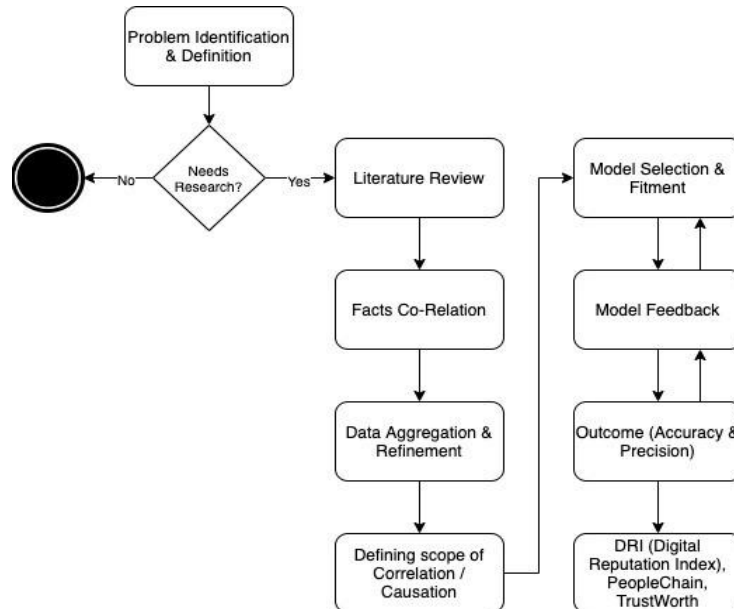 Problem Identification
& Definition
Needs
Research?
No
Yes
Literature Review
Facts Co-Relation
Data Aggregation &
Refinement
Defining scope of
Correlation /
Causation
Model Selection &
Fitment
Model Feedback
Outcome (Accuracy &
Precision)
DRI (Digital
Reputation Index),
PeopleChain,
TrustWorth